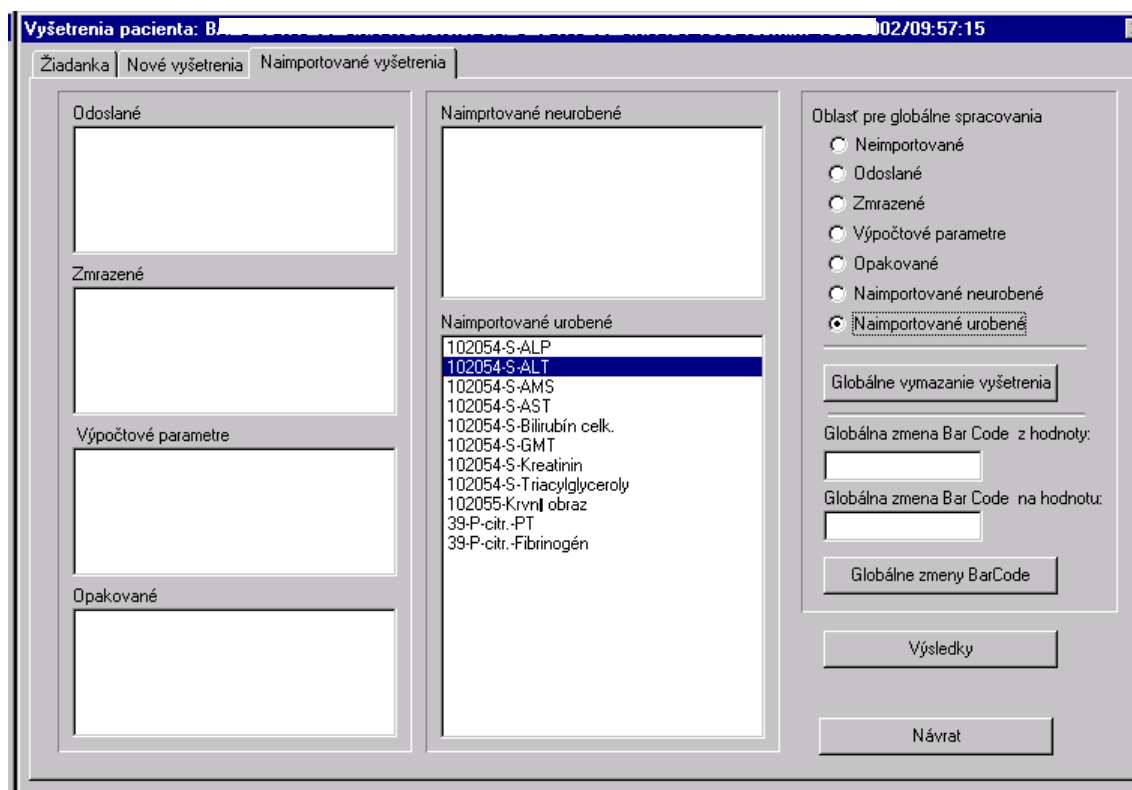 Vyšetrenia pacienta: 02/09:57:15
Žiadanka
Nové vyšetrenia
Naimportované vyšetrenia
Odoslané
Zmrazené
Výpočtové parametre
Opakované
Naimprtované neurobené
Naimportované urobené
102054-S-ALP
102054-S-ALT
102054-S-AMS
102054-S-AST
102054-S-Bilirubín celk.
102054-S-GMT
102054-S-Kreatinin
102054-S-Triacylglyceroly
102055-Krvnl obraz
39-P-citr.-PT
39-P-citr.-Fibrinogén
Oblasť pre globálne spracovania
Neimportované
Odoslané
Zmrazené
Výpočtové parametre
Opakované
Naimportované neurobené
Naimportované urobené
Globálne vymazanie vyšetrenia
Globálna zmena Bar Code z hodnoty:
Globálna zmena Bar Code na hodnotu:
Globálne zmeny BarCode
Výsledky
Návrat